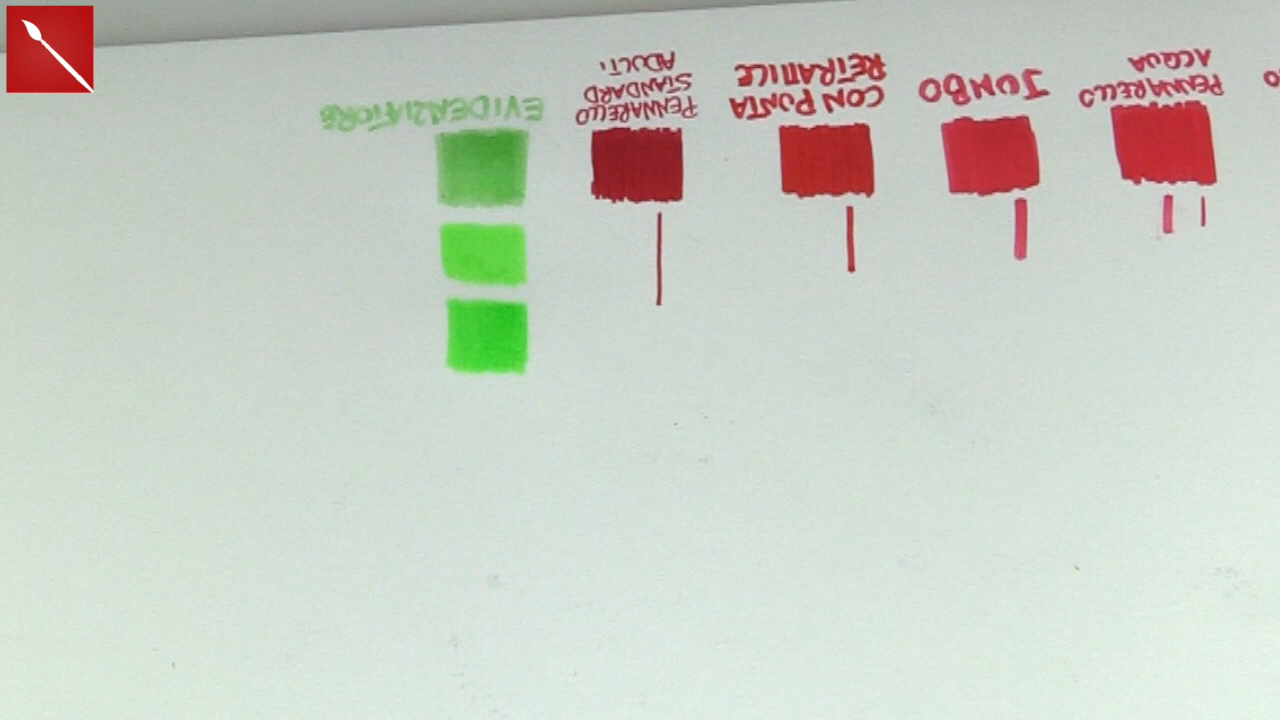 PENNARELLO
ACQUA
JUMBO
CON PUNTA
RETRATTILE
PENNARELLO
STANDARD
ADULTI
EVIDENZIATORE